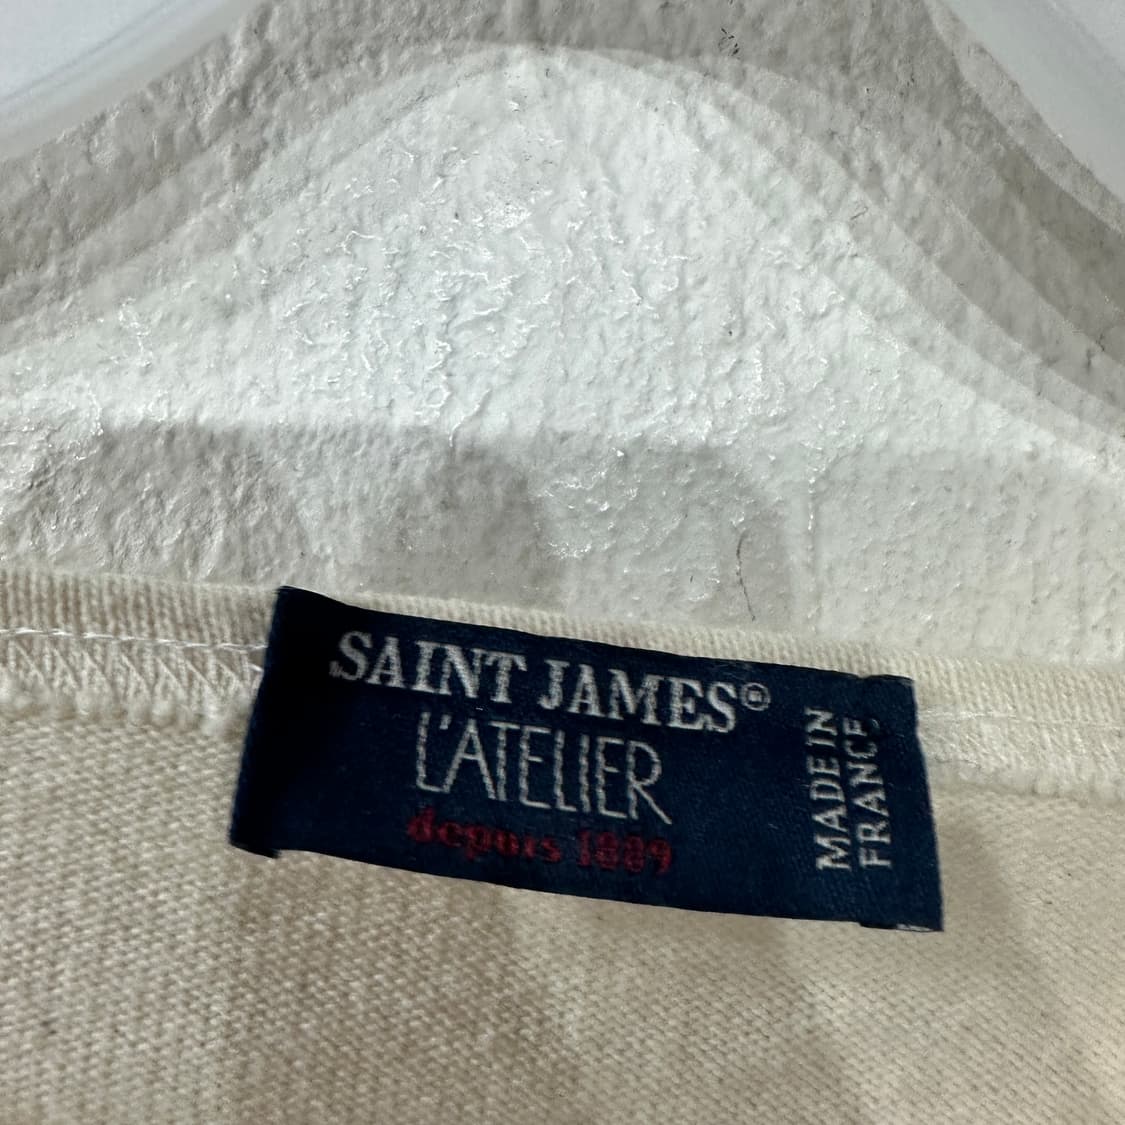 SAINT JAMES®
L'ATELIER
depuis 1889
MADE IN
FRANCE